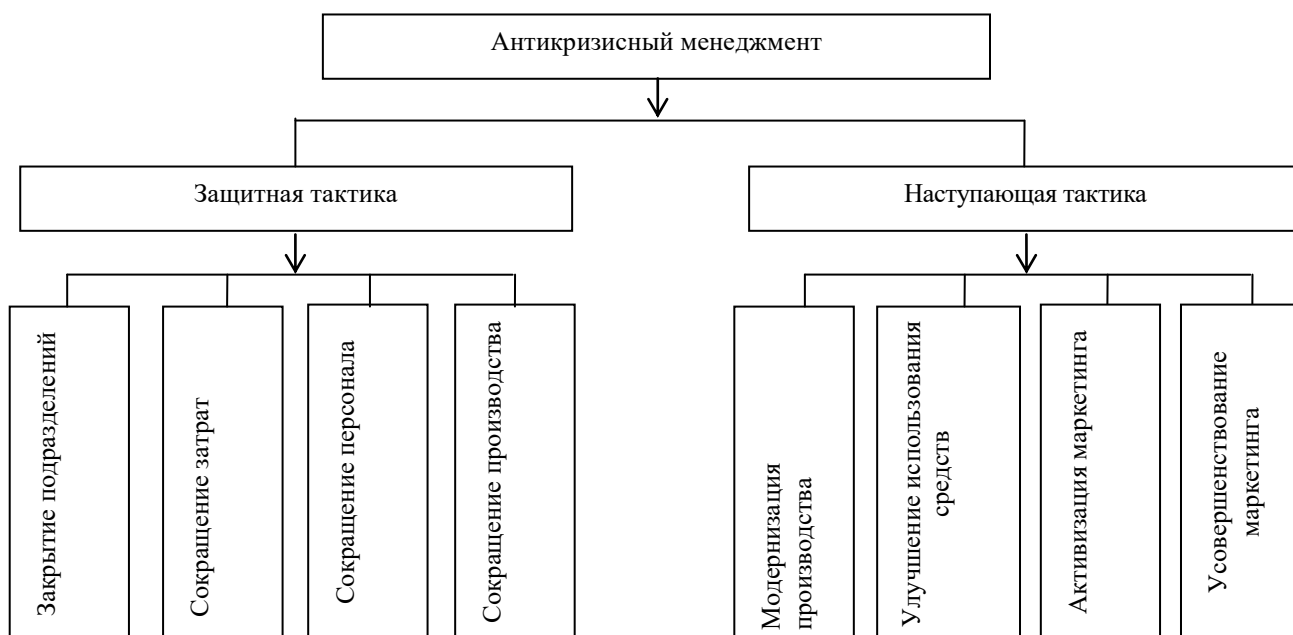 Антикризисный менеджмент
Защитная тактика
Наступающая тактика
Закрытие подразделений
Сокращение затрат
Сокращение персонала
Сокращение производства
Модернизация
производства
Улучшение использования
средств
Активизация маркетинга
Усовершенствование
маркетинга